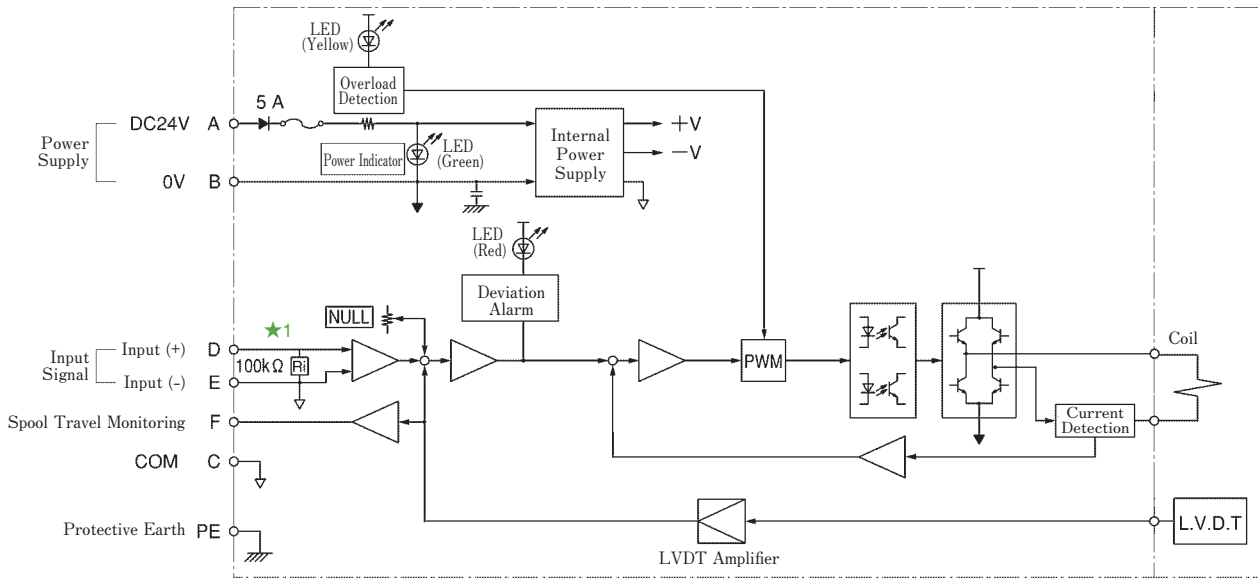 LED
(Yellow)
Overload
Detection
5 A
Power
Supply
DC24V A
0V B
Power Indicator
LED
(Green)
Internal
Power
Supply
+V
−V
LED
(Red)
Deviation
Alarm
★1
NULL
Input
Signal
Input (+) D
Input (−) E
100kΩ Ri
PWM
Coil
Current
Detection
Spool Travel Monitoring F
COM C
Protective Earth PE
LVDT Amplifier
L.V.D.T